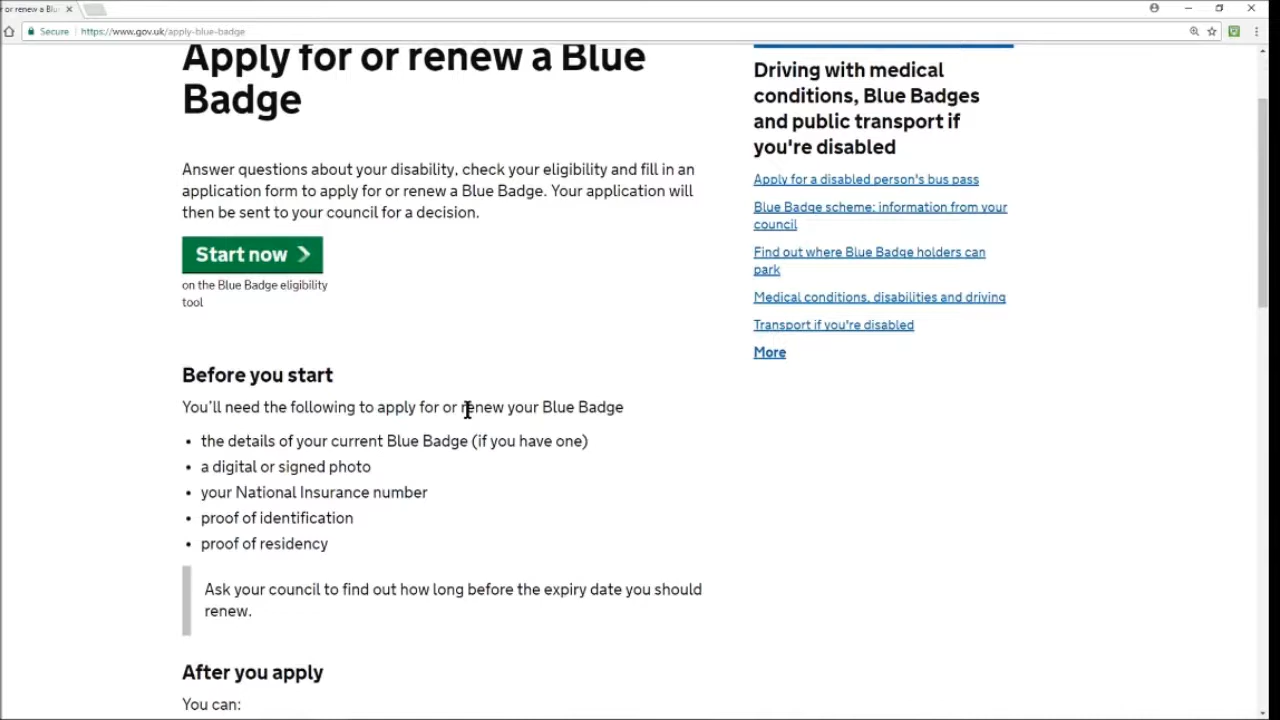 r or renew a Blu
Secure
https://www.gov.uk/apply-blue-badge
Apply for or renew a Blue
Badge
Answer questions about your disability, check your eligibility and fill in an
application form to apply for or renew a Blue Badge. Your application will
then be sent to your council for a decision.
Start now
on the Blue Badge eligibility
tool
Before you start
You'll need the following to apply for or renew your Blue Badge
• the details of your current Blue Badge (if you have one)
• a digital or signed photo
• your National Insurance number
• proof of identification
• proof of residency
Ask your council to find out how long before the expiry date you should
renew.
After you apply
You can:
Driving with medical
conditions, Blue Badges
and public transport if
you're disabled
Apply for a disabled person's bus pass
Blue Badge scheme: information from your
council
Find out where Blue Badge holders can
park
Medical conditions, disabilities and driving
Transport if you're disabled
More